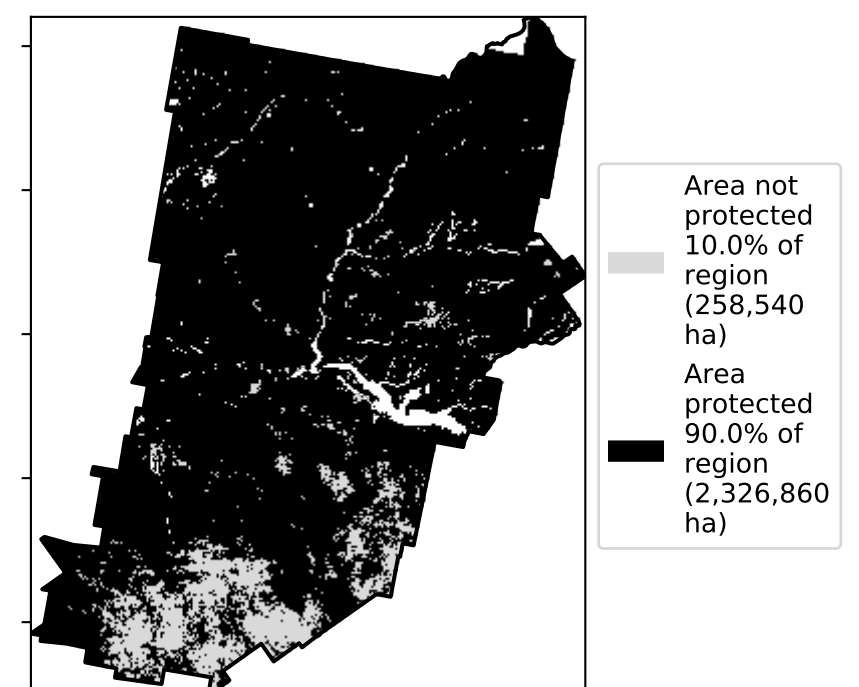 Area not
protected
10.0% of
region
(258,540
ha)
Area
protected
90.0% of
region
(2,326,860
ha)